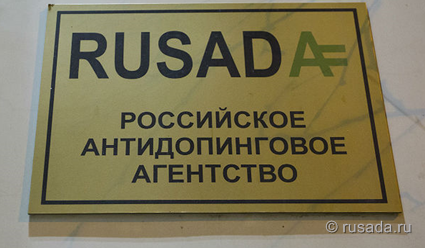 RUSADA
РОССИЙСКОЕ
АНТИДОПИНГОВОЕ
АГЕНТСТВО
© rusada.ru